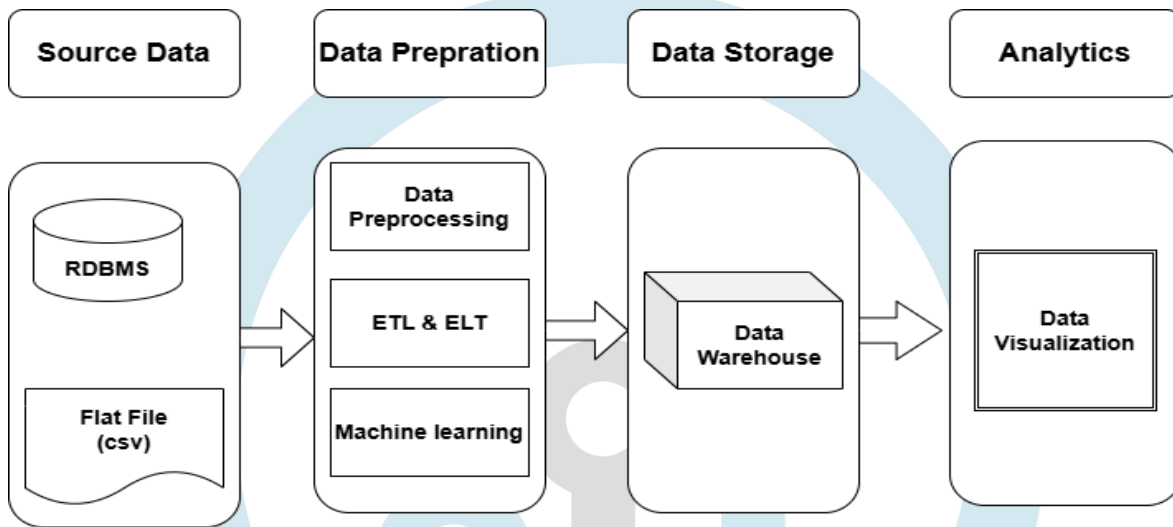 Source Data
Data Prepration
Data Storage
Analytics
RDBMS
Flat File
(csv)
Data
Preprocessing
ETL & ELT
Machine learning
Data
Warehouse
Data
Visualization